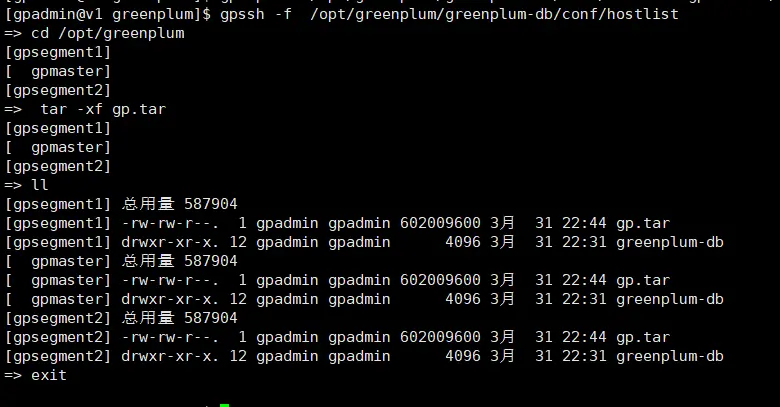 [gpadmin@v1 greenplum]$ gpssh -f  /opt/greenplum/greenplum-db/conf/hostlist
=> cd /opt/greenplum
[gpsegment1]
[  gpmaster]
[gpsegment2]
=>  tar -xf gp.tar
[gpsegment1]
[  gpmaster]
[gpsegment2]
=> ll
[gpsegment1] 总用量 587904
[gpsegment1] -rw-rw-r--.  1 gpadmin gpadmin 602009600 3月  31 22:44 gp.tar
[gpsegment1] drwxr-xr-x. 12 gpadmin gpadmin      4096 3月  31 22:31 greenplum-db
[  gpmaster] 总用量 587904
[  gpmaster] -rw-rw-r--.  1 gpadmin gpadmin 602009600 3月  31 22:44 gp.tar
[  gpmaster] drwxr-xr-x. 12 gpadmin gpadmin      4096 3月  31 22:31 greenplum-db
[gpsegment2] 总用量 587904
[gpsegment2] -rw-rw-r--.  1 gpadmin gpadmin 602009600 3月  31 22:44 gp.tar
[gpsegment2] drwxr-xr-x. 12 gpadmin gpadmin      4096 3月  31 22:31 greenplum-db
=> exit